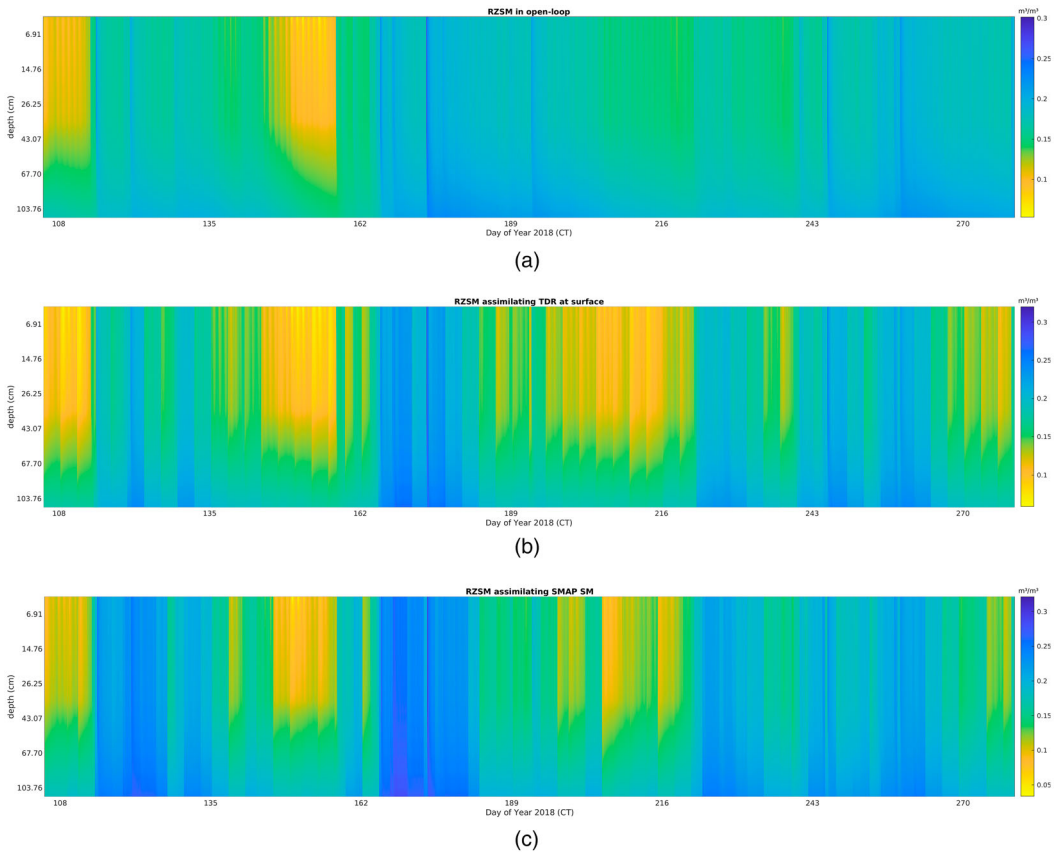 RZSM in open-loop
m³/m³
6.91
14.76
26.25
43.07
67.70
103.76
depth (cm)
0.3
0.25
0.2
0.15
0.1
108 135 162 189 216 243 270
Day of Year 2018 (CT)
(a)
RZSM assimilating TDR at surface
m³/m³
6.91
14.76
26.25
43.07
67.70
103.76
depth (cm)
0.3
0.25
0.2
0.15
0.1
108 135 162 189 216 243 270
Day of Year 2018 (CT)
(b)
RZSM assimilating SMAP SM
m³/m³
6.91
14.76
26.25
43.07
67.70
103.76
depth (cm)
0.3
0.25
0.2
0.15
0.1
0.05
108 135 162 189 216 243 270
Day of Year 2018 (CT)
(c)